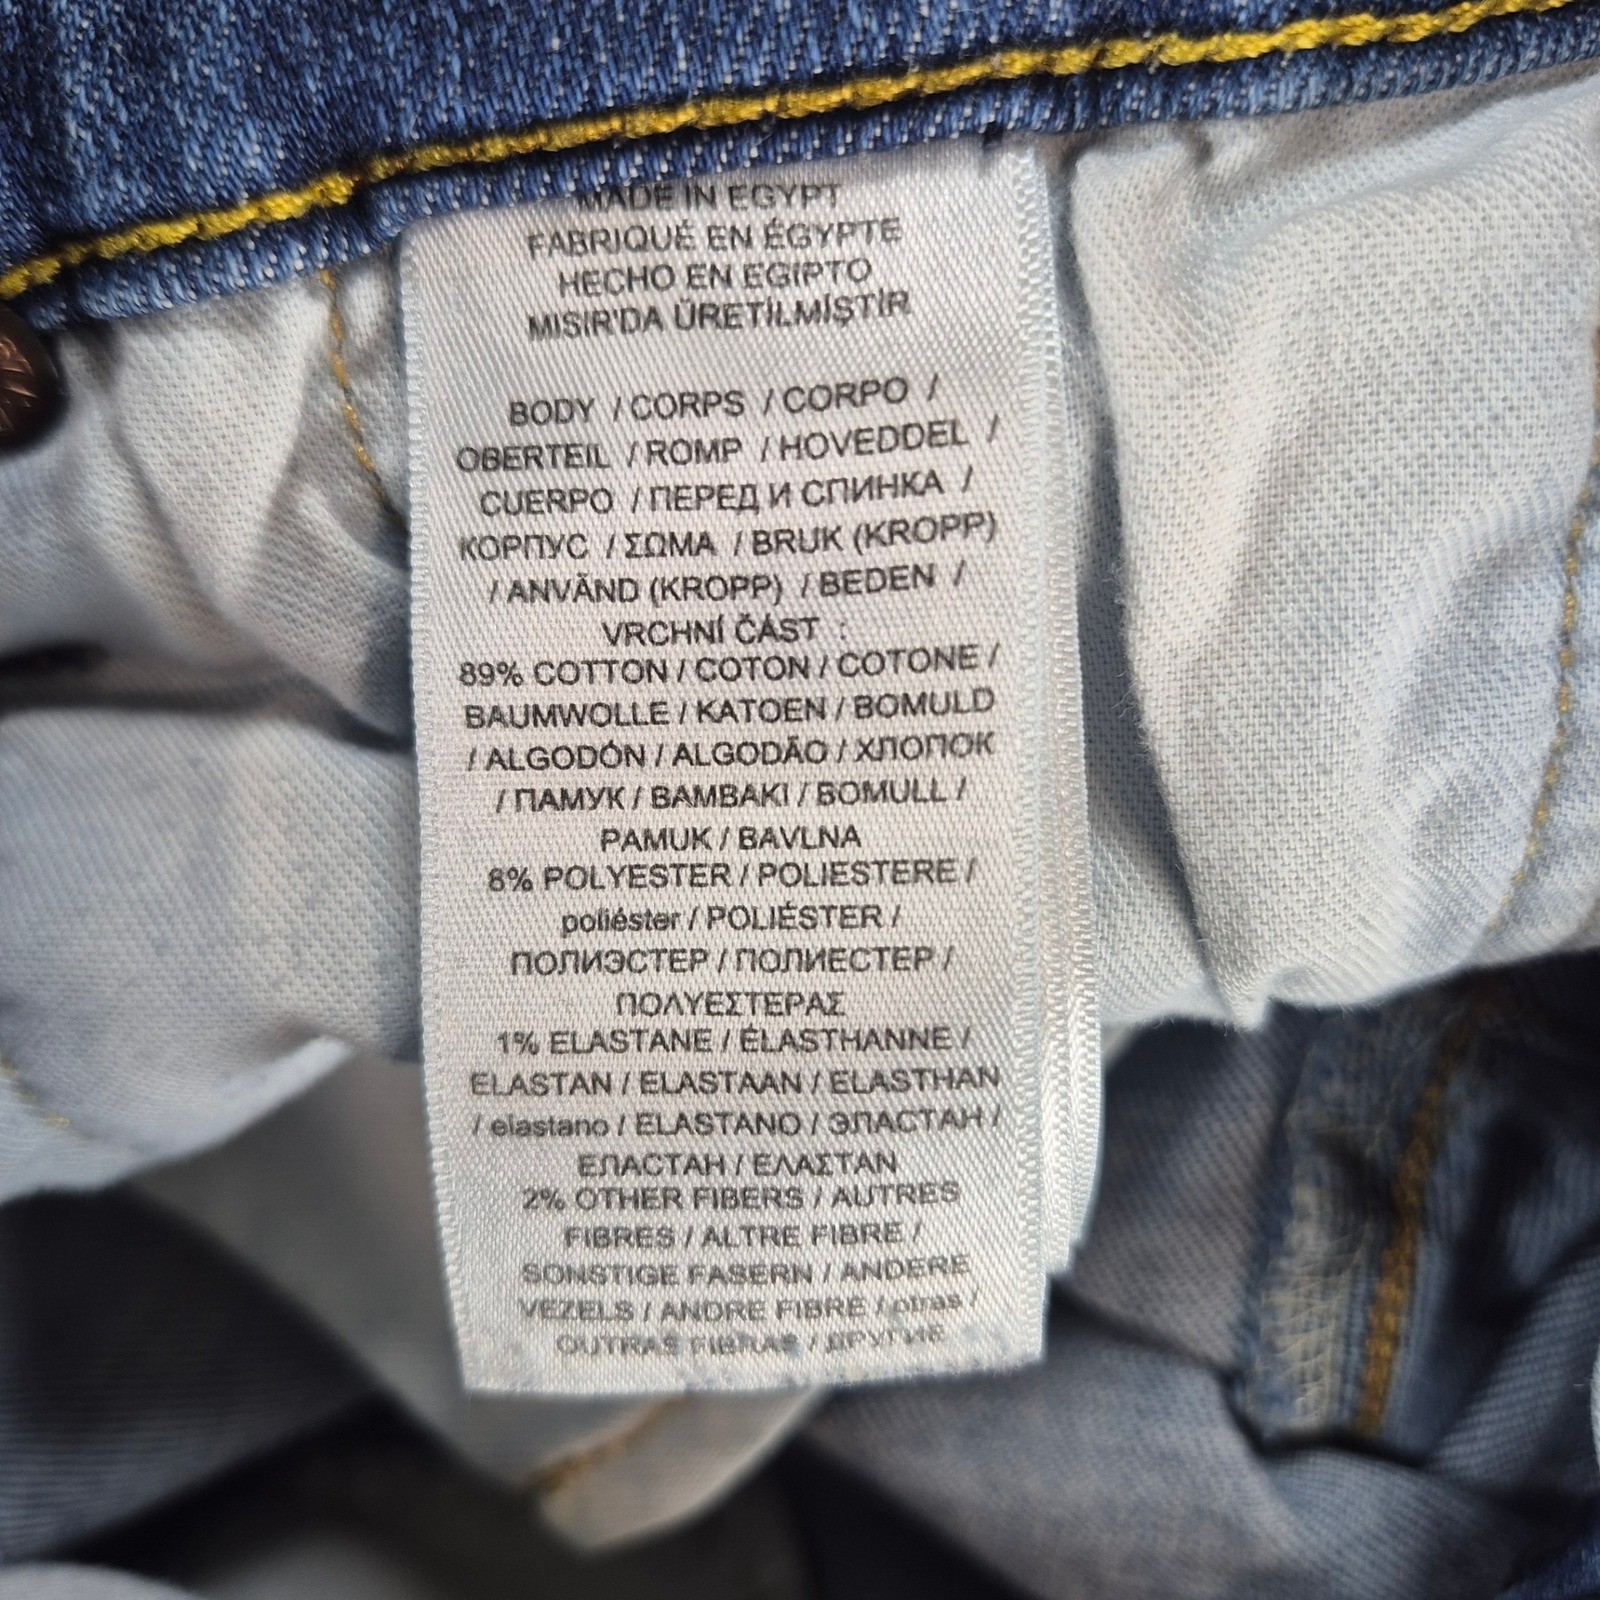 MADE IN EGYPT
FABRIQUÉ EN ÉGYPTE
HECHO EN EGIPTO
MISIR'DA ÜRETİLMİŞTİR
BODY / CORPS / CORPO /
OBERTEIL / ROMP / HOVEDDEL /
CUERPO / ПЕРЕД И СПИНКА /
КОРПУС / ΣΩΜΑ / BRUK (KROPP)
/ ANVÄND (KROPP) / BEDEN /
VRCHNÍ ČÁST :
89% COTTON / COTON / COTONE /
BAUMWOLLE / KATOEN / BOMULD
/ ALGODÓN / ALGODÃO / ХЛОПОК
/ ПАМУК / ΒΑΜΒΑΚΙ / BOMULL /
PAMUK / BAVLNA
8% POLYESTER / POLIESTERE /
poliéster / POLIÉSTER /
ПОЛИЭСТЕР / ПОЛИЕСТЕР /
ΠΟΛΥΕΣΤΕΡΑΣ
1% ELASTANE / ÉLASTHANNE /
ELASTAN / ELASTAAN / ELASTHAN
/ elastano / ELASTANO / ЭЛАСТАН /
ЕЛАСТАН / ΕΛΑΣΤΑΝ
2% OTHER FIBERS / AUTRES
FIBRES / ALTRE FIBRE /
SONSTIGE FASERN / ANDERE
VEZELS / ANDRE FIBRE / otras /
OUTRAS FIBRAS / ДРУГИЕ